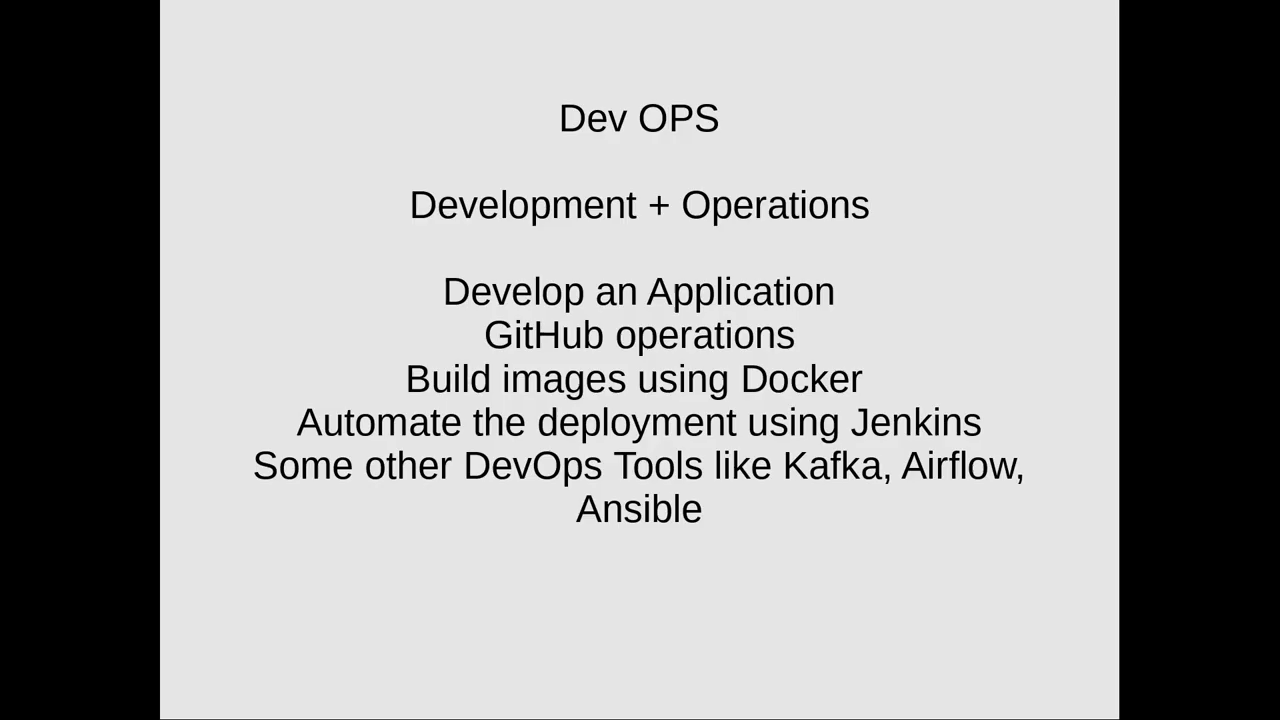 Dev OPS
Development + Operations
Develop an Application
GitHub operations
Build images using Docker
Automate the deployment using Jenkins
Some other DevOps Tools like Kafka, Airflow,
Ansible